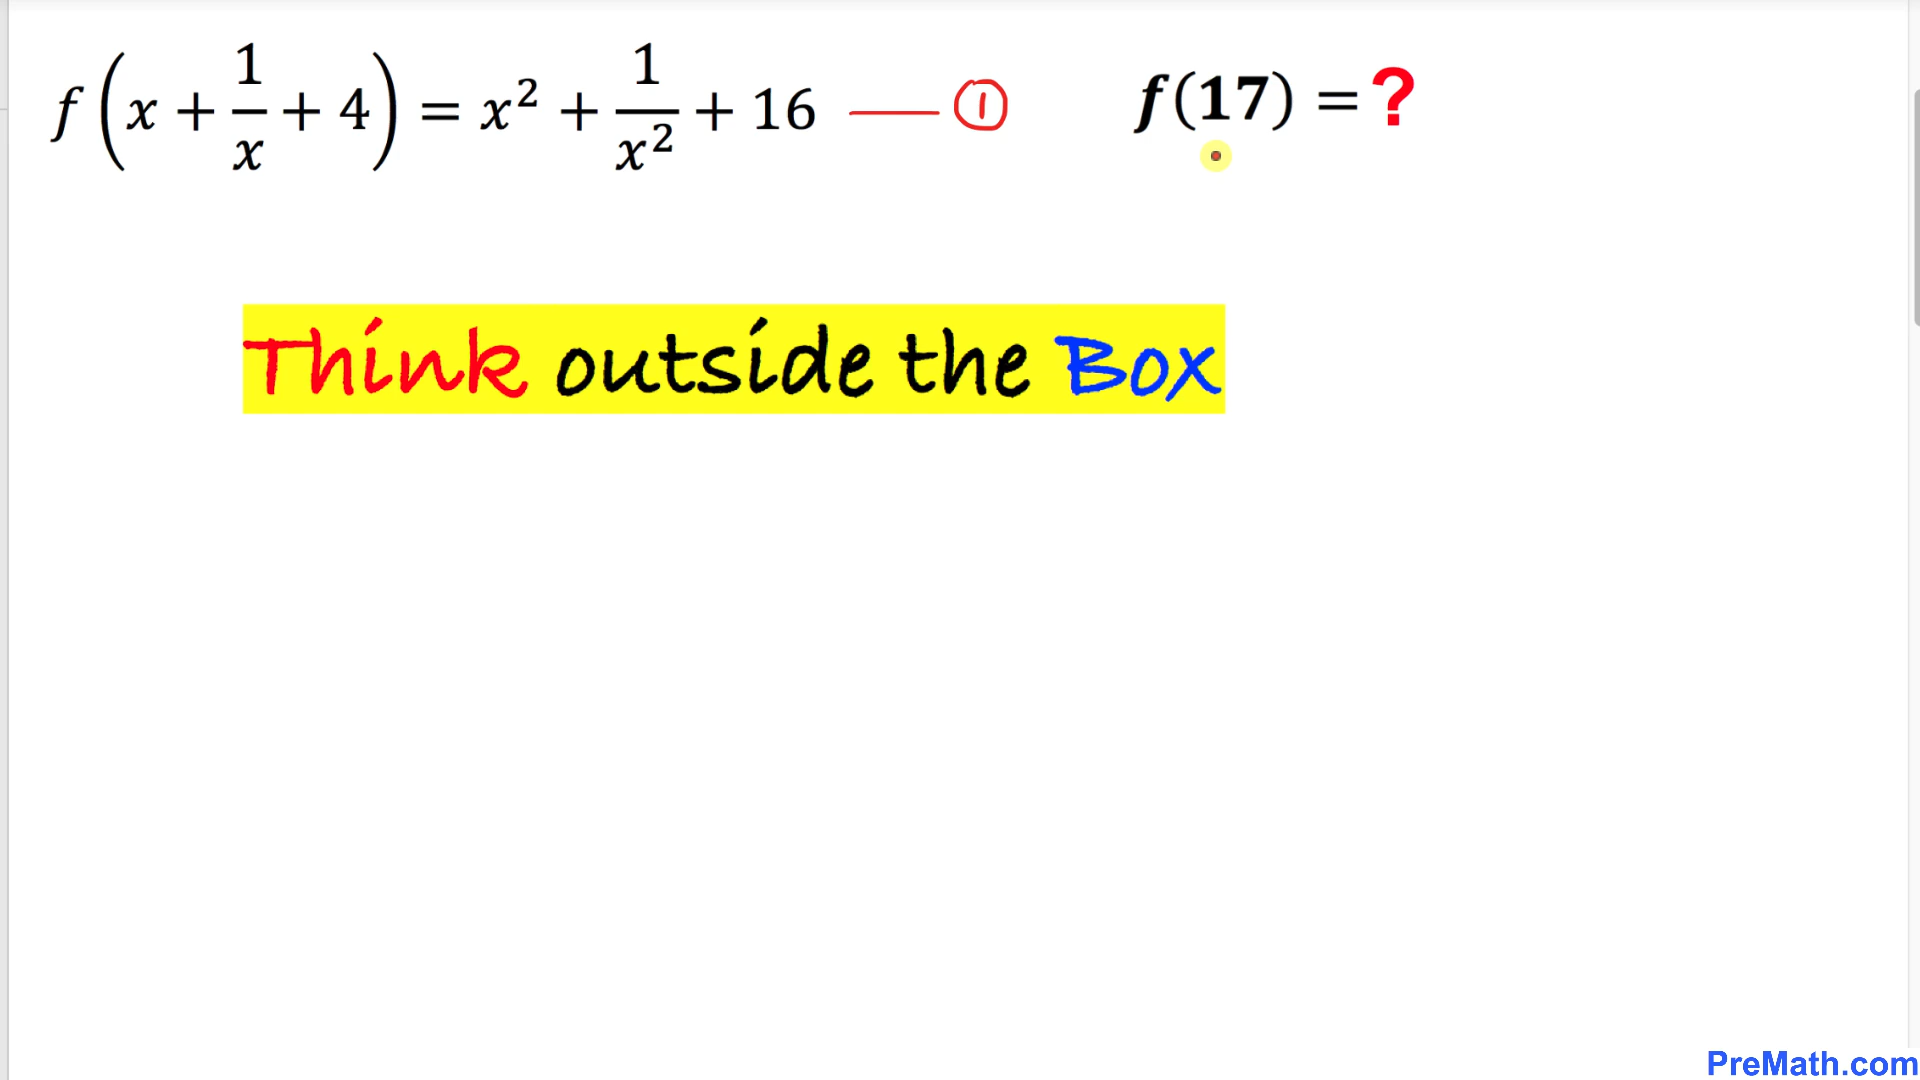 f(x + 1/x + 4) = x² + 1/x² + 16 — ① f(17) = ?
Think outside the Box
PreMath.com